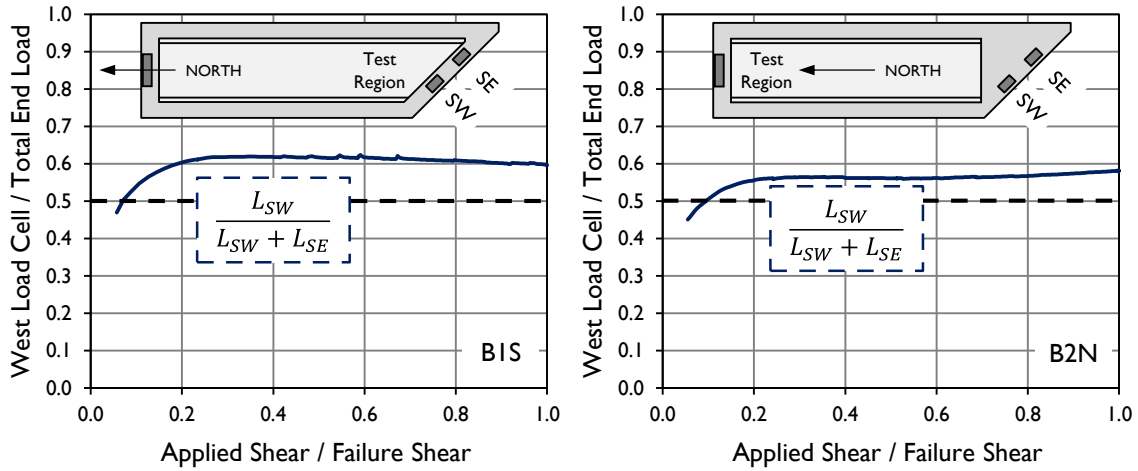 West Load Cell / Total End Load
1.0
0.9
0.8
0.7
0.6
0.5
0.4
0.3
0.2
0.1
0.0
NORTH
Test
Region
SE
SW
L_SW
L_SW + L_SE
B1S
0.0 0.2 0.4 0.6 0.8 1.0
Applied Shear / Failure Shear
West Load Cell / Total End Load
1.0
0.9
0.8
0.7
0.6
0.5
0.4
0.3
0.2
0.1
0.0
Test
Region
NORTH
SE
SW
L_SW
L_SW + L_SE
B2N
0.0 0.2 0.4 0.6 0.8 1.0
Applied Shear / Failure Shear